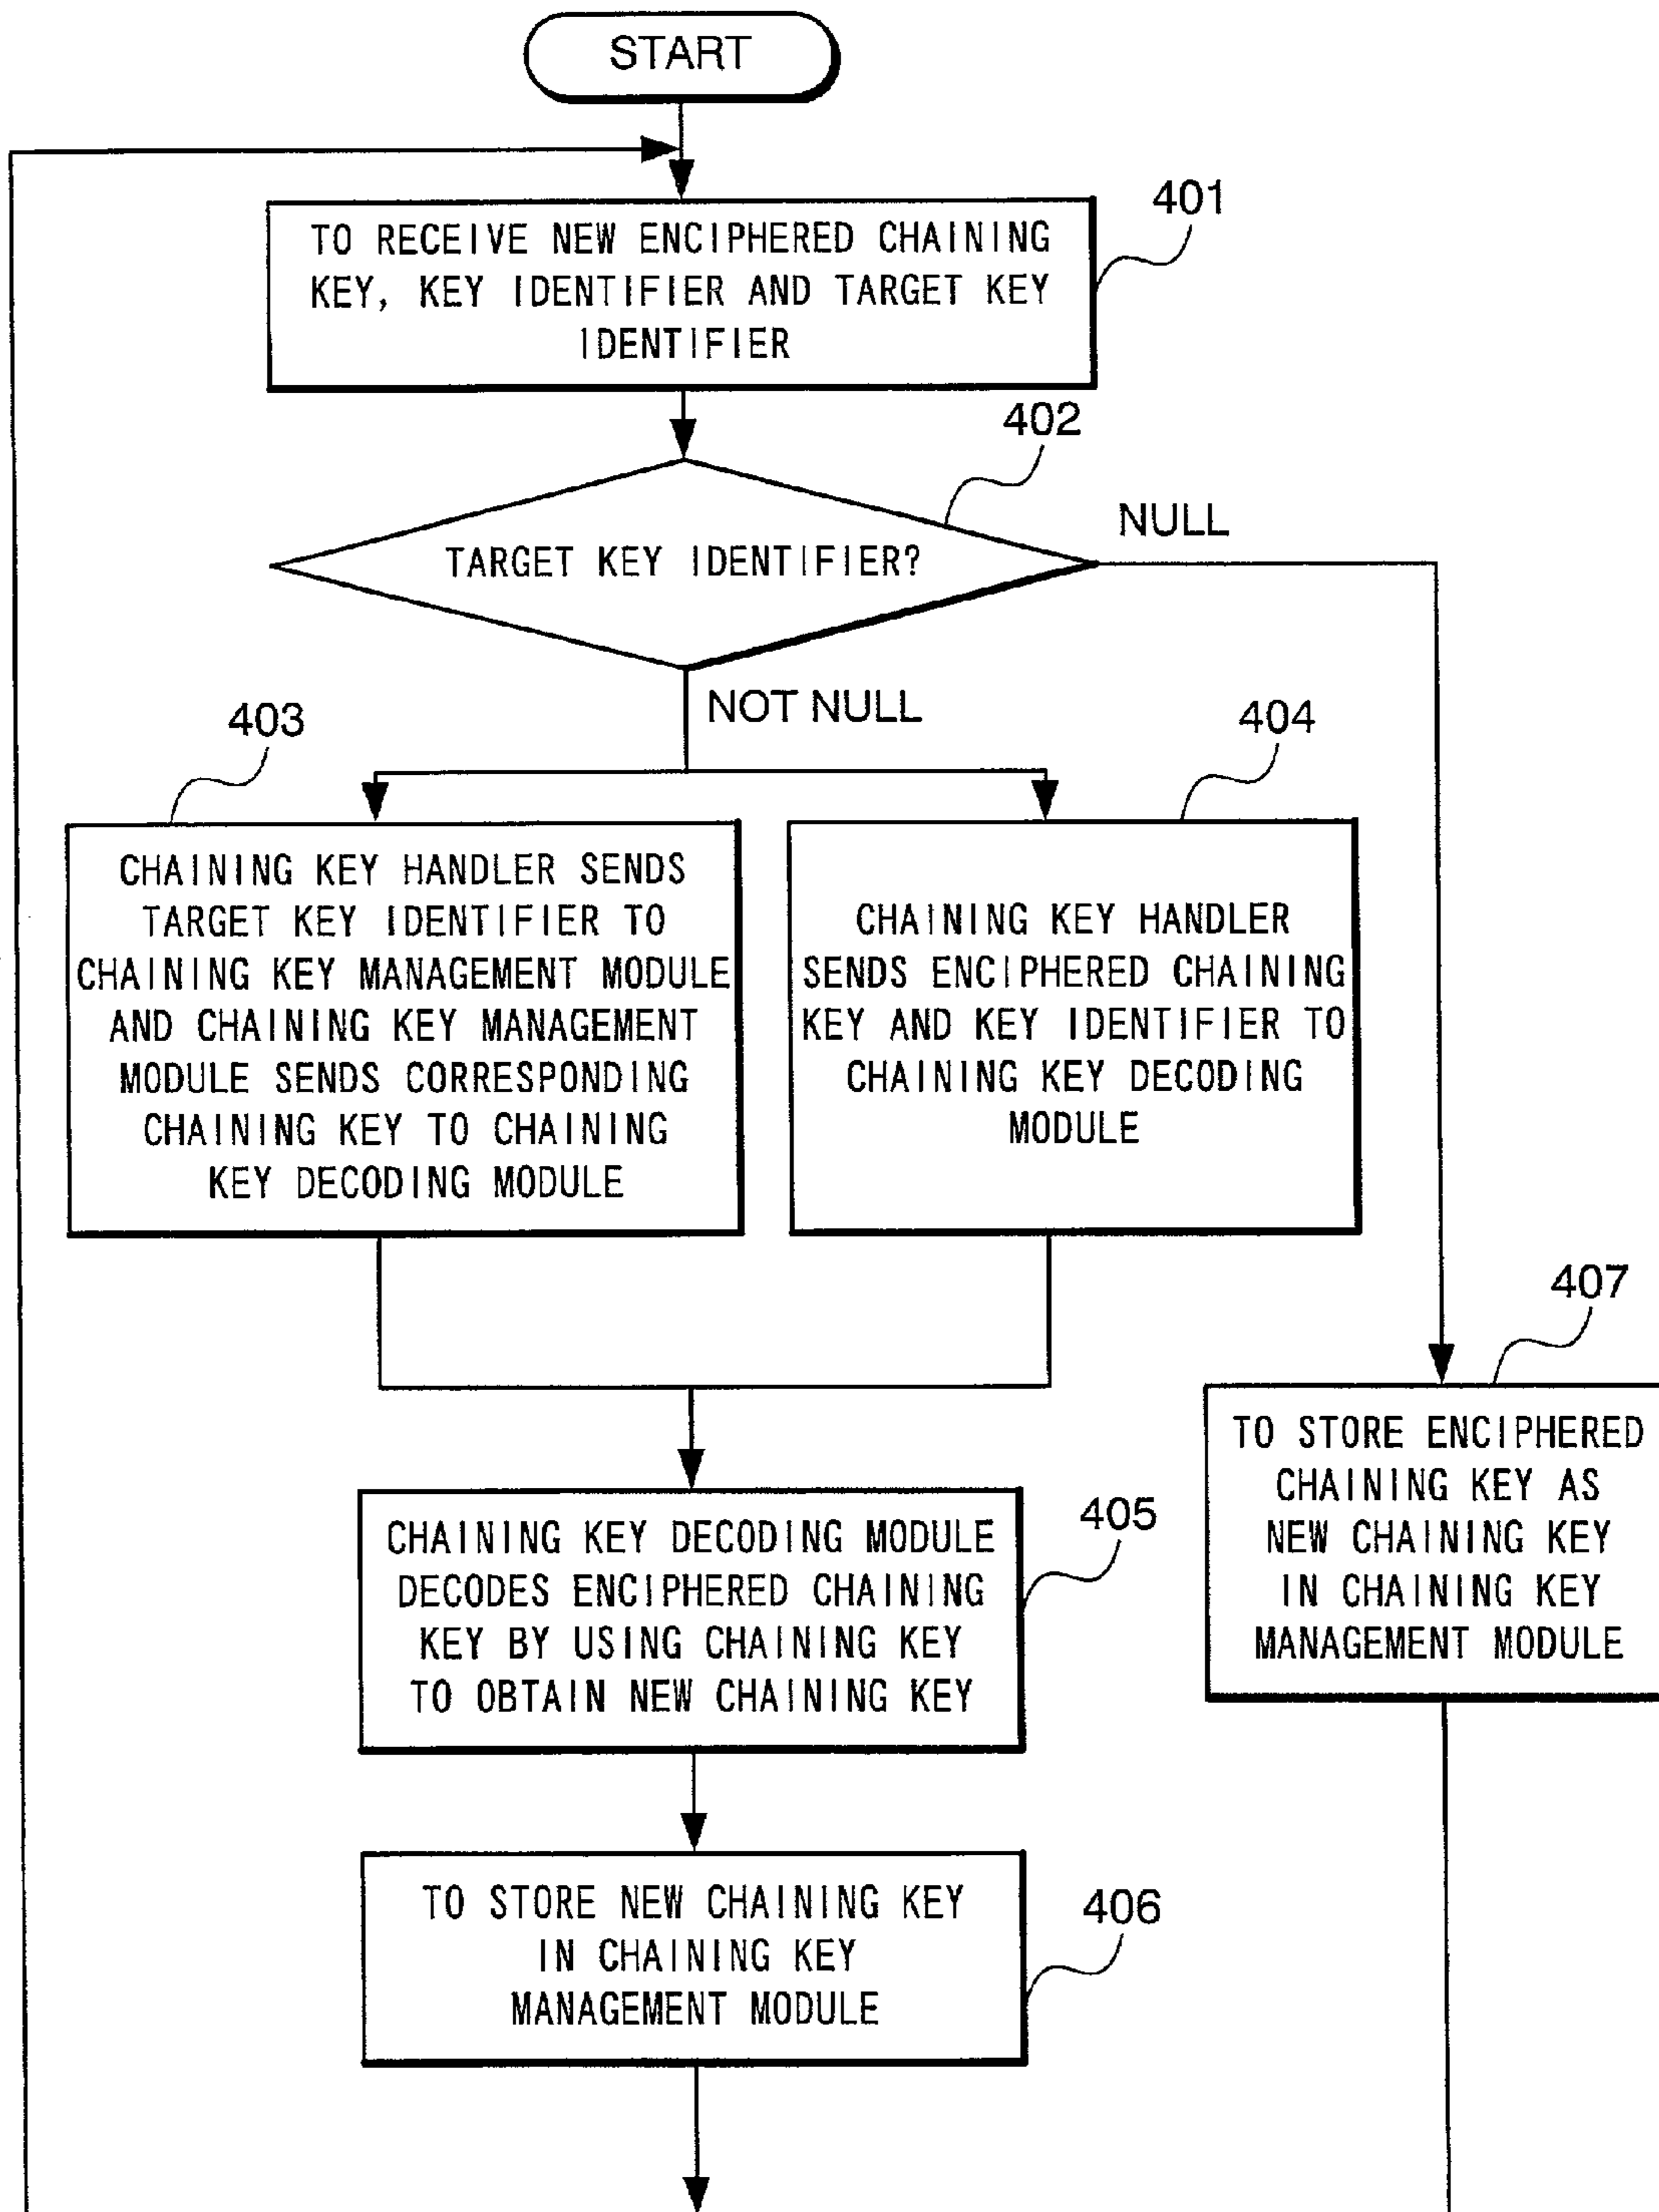 START
401
TO RECEIVE NEW ENCIPHERED CHAINING
KEY, KEY IDENTIFIER AND TARGET KEY
IDENTIFIER
402
NULL
TARGET KEY IDENTIFIER?
NOT NULL
403
404
CHAINING KEY HANDLER SENDS
TARGET KEY IDENTIFIER TO
CHAINING KEY MANAGEMENT MODULE
AND CHAINING KEY MANAGEMENT
MODULE SENDS CORRESPONDING
CHAINING KEY TO CHAINING
KEY DECODING MODULE
CHAINING KEY HANDLER
SENDS ENCIPHERED CHAINING
KEY AND KEY IDENTIFIER TO
CHAINING KEY DECODING
MODULE
407
TO STORE ENCIPHERED
CHAINING KEY AS
NEW CHAINING KEY
IN CHAINING KEY
MANAGEMENT MODULE
405
CHAINING KEY DECODING MODULE
DECODES ENCIPHERED CHAINING
KEY BY USING CHAINING KEY
TO OBTAIN NEW CHAINING KEY
406
TO STORE NEW CHAINING KEY
IN CHAINING KEY
MANAGEMENT MODULE